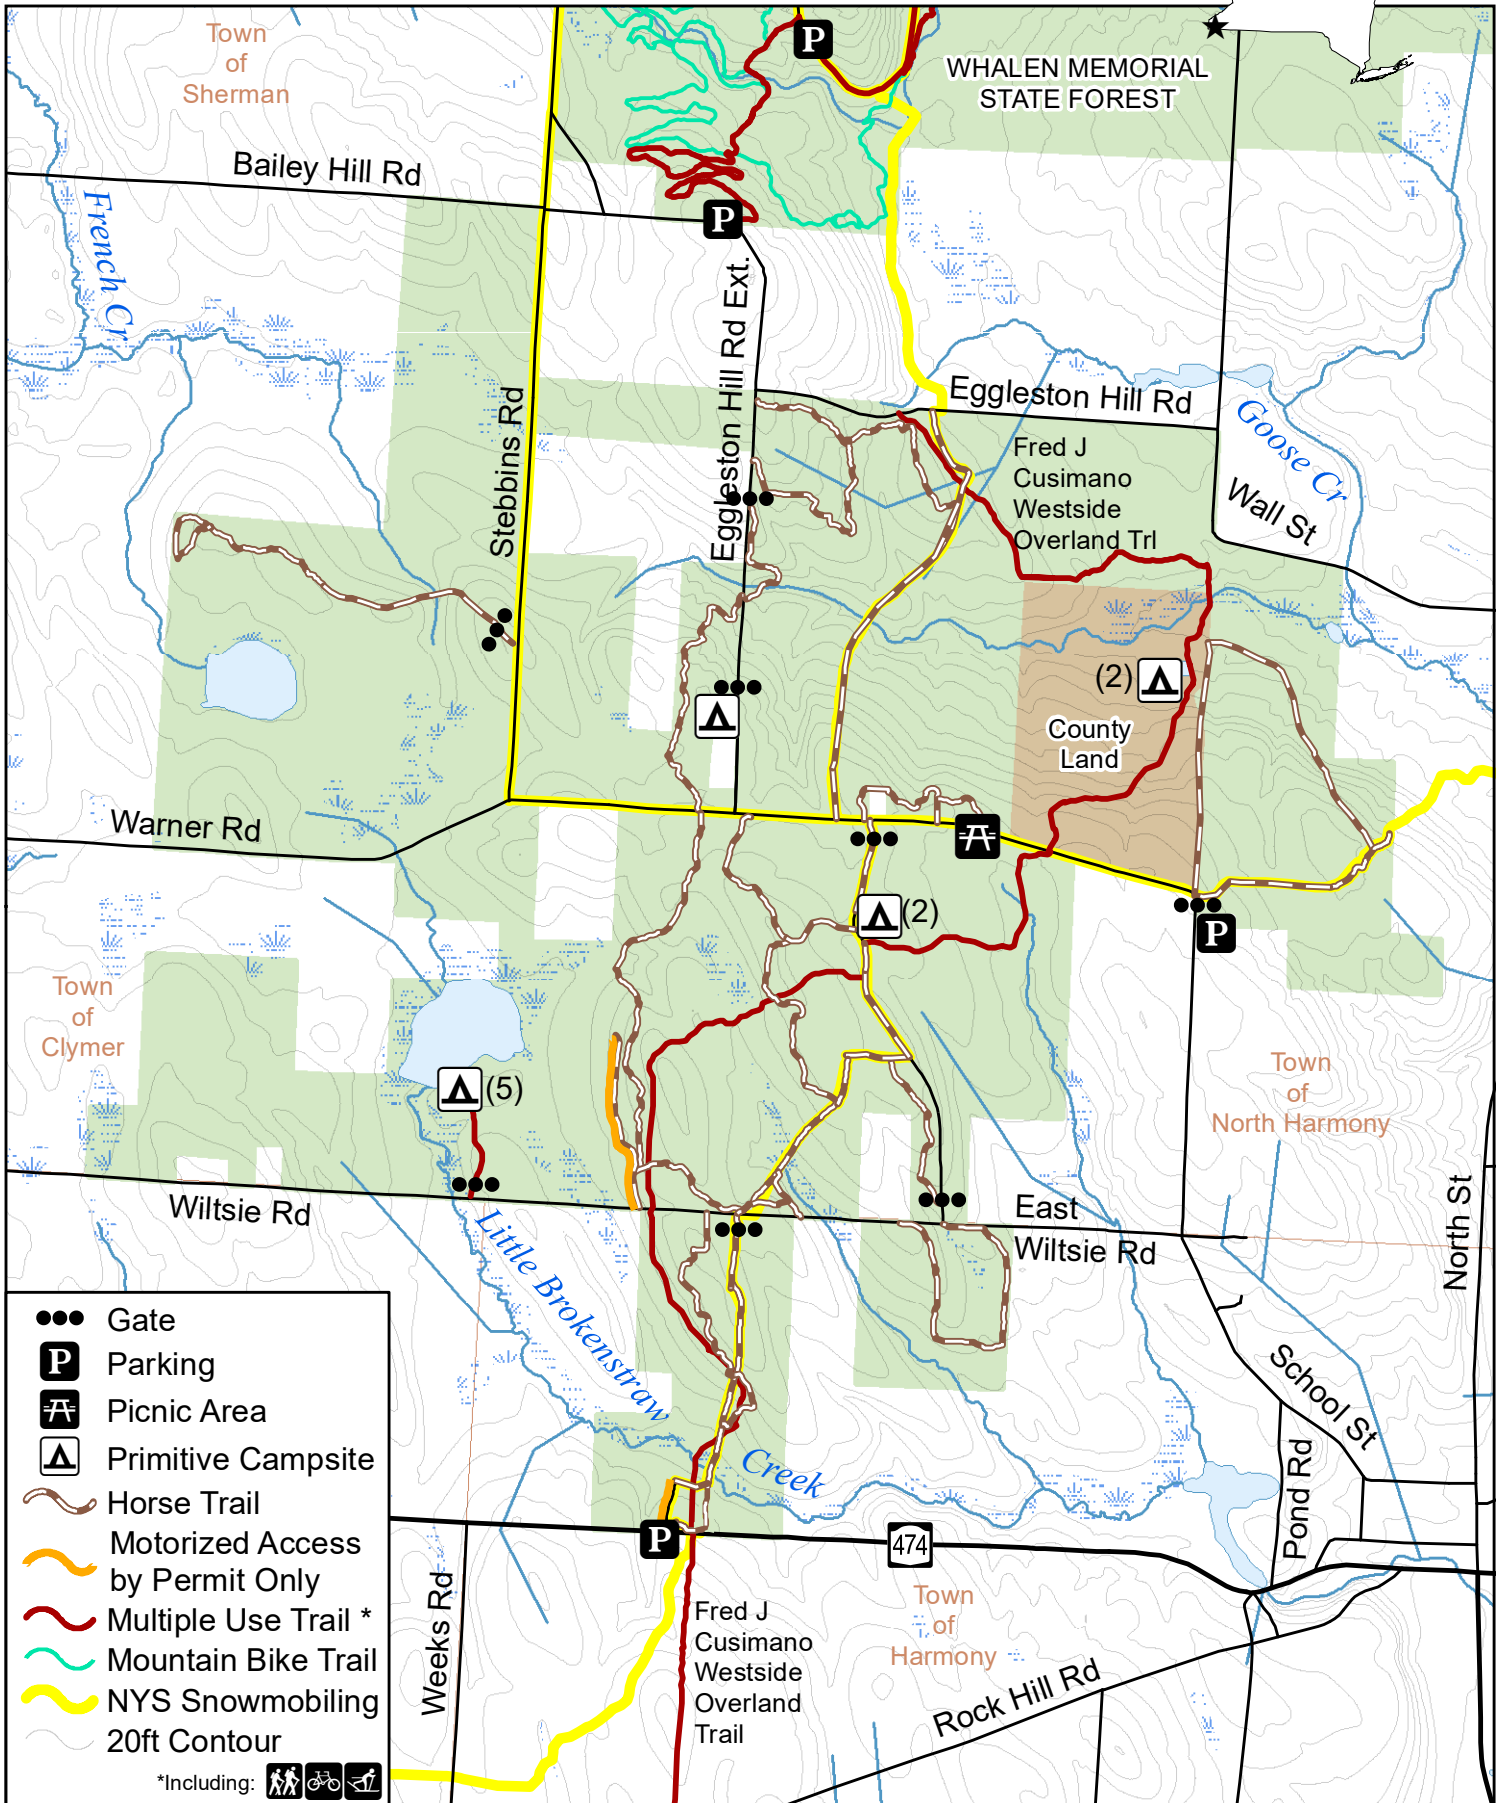 Town
of
Sherman
P
WHALEN MEMORIAL
STATE FOREST
Bailey Hill Rd
French Cr
P
Eggleston Hill Rd Ext.
Stebbins Rd
Eggleston Hill Rd
Goose Cr
Fred J
Cusimano
Westside
Overland Trl
Wall St
(2)
County
Land
Warner Rd
(2)
P
Town
of
Clymer
(5)
Town
of
North Harmony
Wiltsie Rd
East
Wiltsie Rd
North St
Little Brokenstraw
Creek
School St
Pond Rd
P
474
Weeks Rd
Fred J
Cusimano
Westside
Overland
Trail
Town
of
Harmony
Rock Hill Rd
Gate
P Parking
Picnic Area
Primitive Campsite
Horse Trail
Motorized Access
by Permit Only
Multiple Use Trail *
Mountain Bike Trail
NYS Snowmobiling
20ft Contour
*Including: